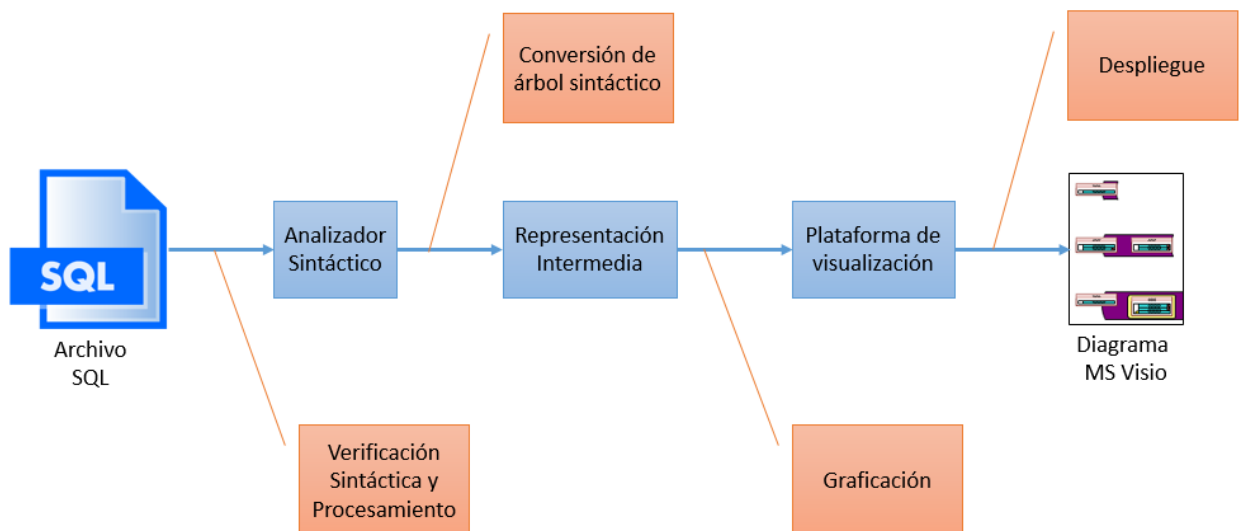 Conversión de
árbol sintáctico
Despliegue
SQL
Archivo
SQL
Analizador
Sintáctico
Representación
Intermedia
Plataforma de
visualización
Diagrama
MS Visio
Verificación
Sintáctica y
Procesamiento
Graficación